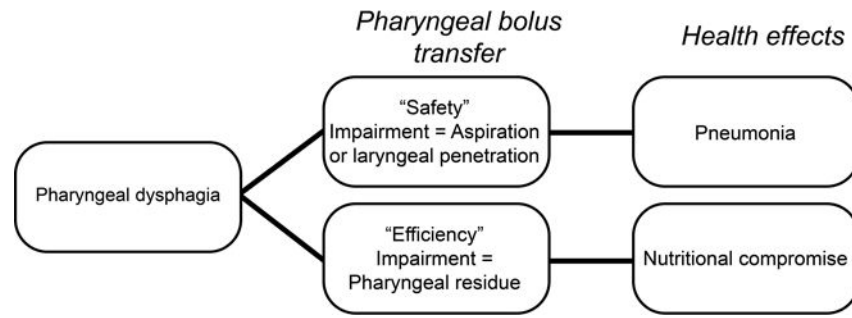 Pharyngeal bolus
transfer
Health effects
“Safety”
Impairment = Aspiration
or laryngeal penetration
Pneumonia
Pharyngeal dysphagia
“Efficiency”
Impairment =
Pharyngeal residue
Nutritional compromise